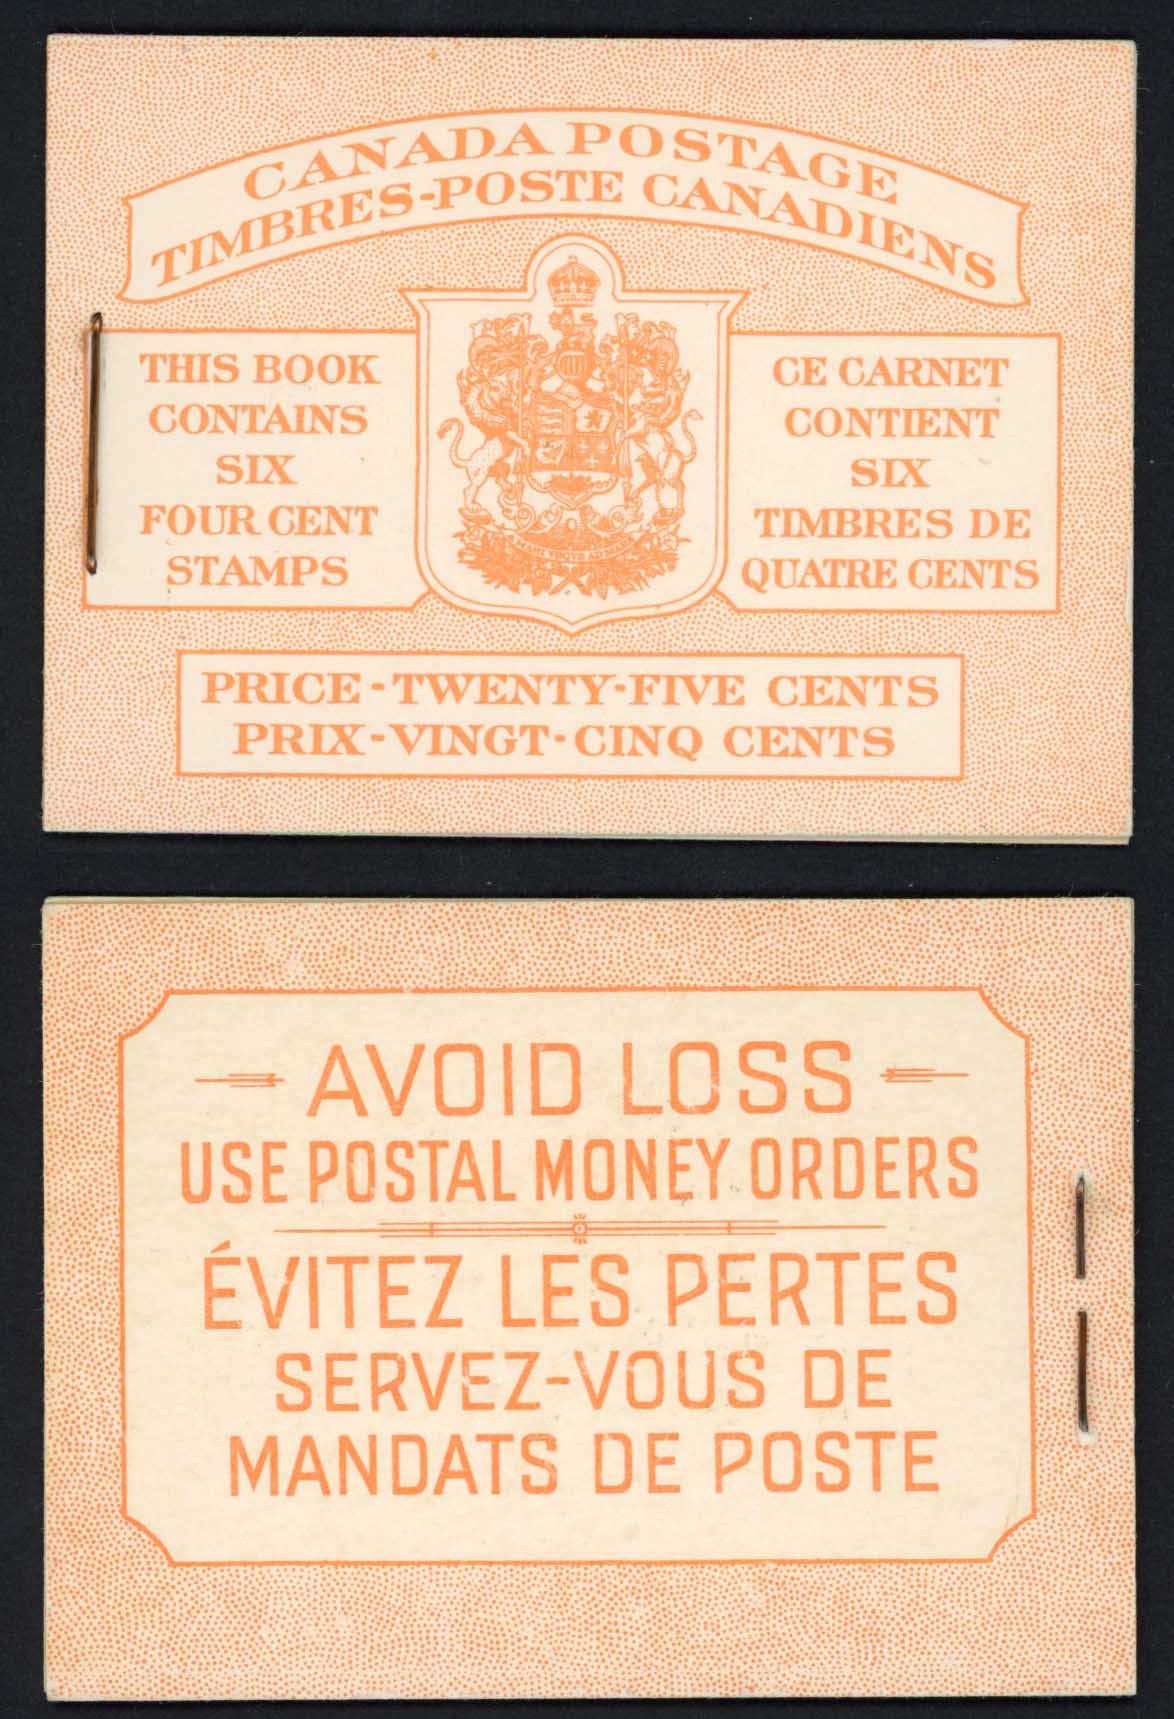 CANADA POSTAGE
TIMBRES-POSTE CANADIENS
THIS BOOK
CONTAINS
SIX
FOUR CENT
STAMPS
CE CARNET
CONTIENT
SIX
TIMBRES DE
QUATRE CENTS
PRICE - TWENTY-FIVE CENTS
PRIX - VINGT - CINQ CENTS
AVOID LOSS
USE POSTAL MONEY ORDERS
ÉVITEZ LES PERTES
SERVEZ-VOUS DE
MANDATS DE POSTE